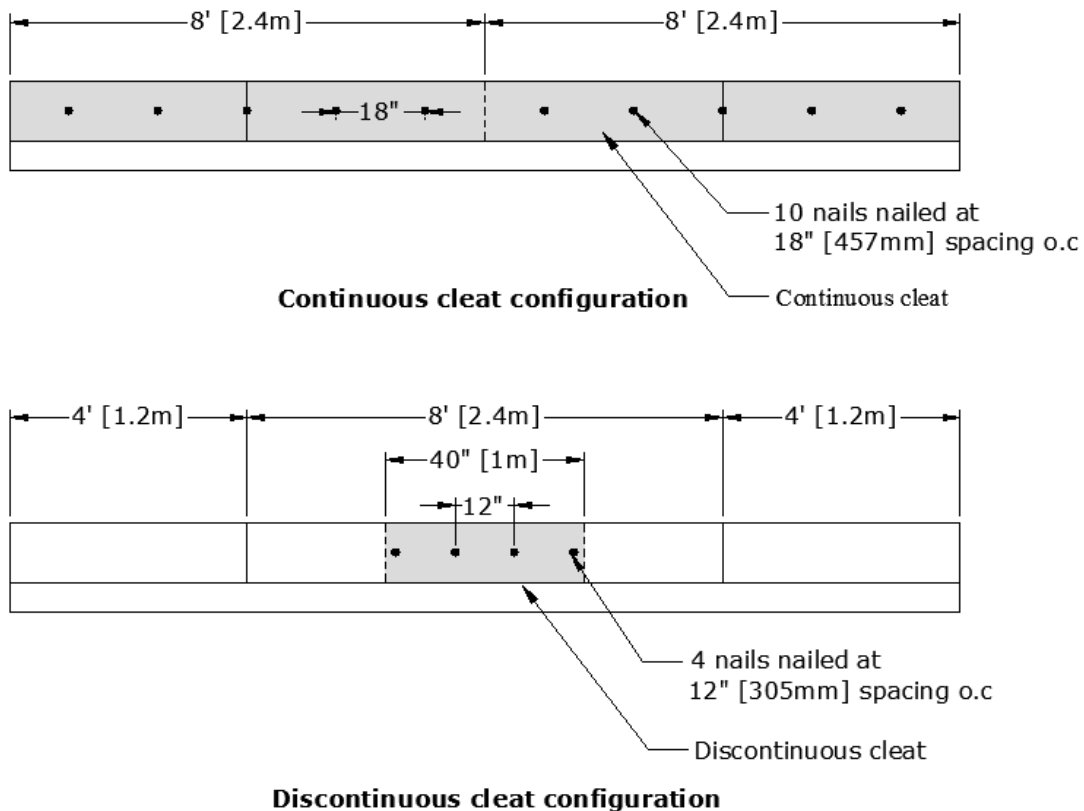 8' [2.4m]
8' [2.4m]
18"
10 nails nailed at
18" [457mm] spacing o.c
Continuous cleat configuration
Continuous cleat
4' [1.2m]
8' [2.4m]
4' [1.2m]
40" [1m]
12"
4 nails nailed at
12" [305mm] spacing o.c
Discontinuous cleat
Discontinuous cleat configuration